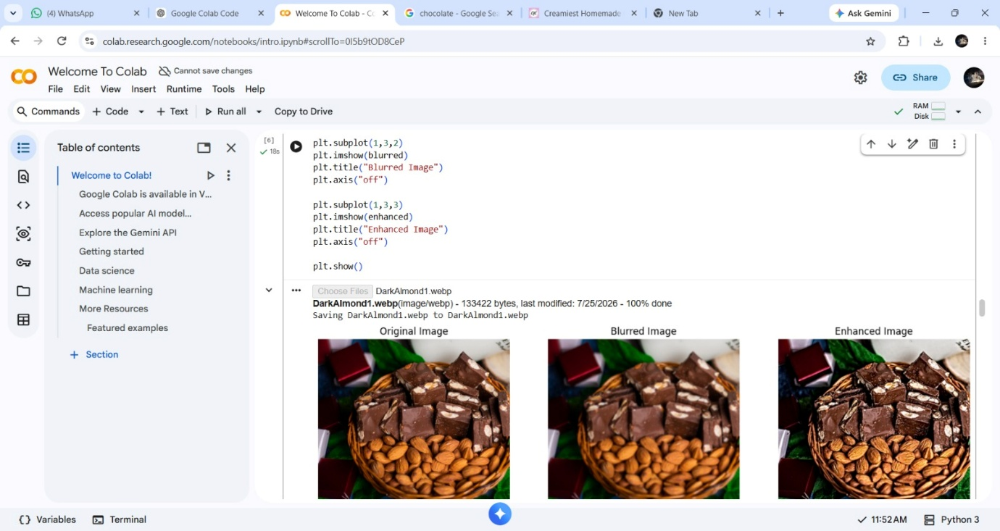 (4) WhatsApp
Google Colab Code
Welcome To Colab - Co
chocolate - Google Sea
Creamiest Homemade
New Tab
Ask Gemini
colab.research.google.com/notebooks/intro.ipynb#scrollTo=0I5b9tOD8CeP
Welcome To Colab
Cannot save changes
File Edit View Insert Runtime Tools Help
Share
Commands + Code + Text Run all Copy to Drive
RAM
Disk
Table of contents
Welcome to Colab!
Google Colab is available in V...
Access popular AI model...
Explore the Gemini API
Getting started
Data science
Machine learning
More Resources
Featured examples
+ Section
[6]
18s
plt.subplot(1,3,2)
plt.imshow(blurred)
plt.title("Blurred Image")
plt.axis("off")
plt.subplot(1,3,3)
plt.imshow(enhanced)
plt.title("Enhanced Image")
plt.axis("off")
plt.show()
Choose Files DarkAlmond1.webp
DarkAlmond1.webp(image/webp) - 133422 bytes, last modified: 7/25/2026 - 100% done
Saving DarkAlmond1.webp to DarkAlmond1.webp
Original Image
Blurred Image
Enhanced Image
{} Variables
Terminal
11:52 AM
Python 3